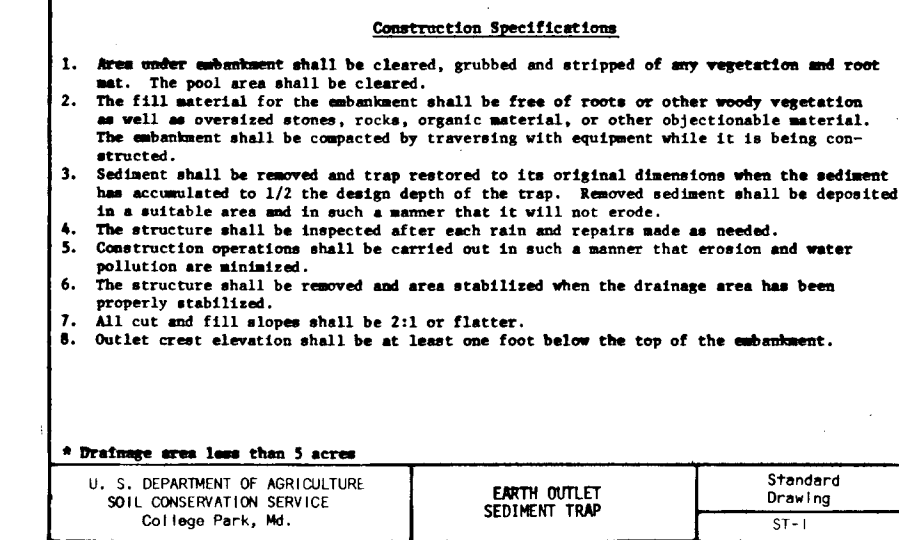 Construction Specifications
1. Area under embankment shall be cleared, grubbed and stripped of any vegetation and root
mat. The pool area shall be cleared.
2. The fill material for the embankment shall be free of roots or other woody vegetation
as well as oversized stones, rocks, organic material, or other objectionable material.
The embankment shall be compacted by traversing with equipment while it is being con-
structed.
3. Sediment shall be removed and trap restored to its original dimensions when the sediment
has accumulated to 1/2 the design depth of the trap. Removed sediment shall be deposited
in a suitable area and in such a manner that it will not erode.
4. The structure shall be inspected after each rain and repairs made as needed.
5. Construction operations shall be carried out in such a manner that erosion and water
pollution are minimized.
6. The structure shall be removed and area stabilized when the drainage area has been
properly stabilized.
7. All cut and fill slopes shall be 2:1 or flatter.
8. Outlet crest elevation shall be at least one foot below the top of the embankment.
* Drainage area less than 5 acres
U. S. DEPARTMENT OF AGRICULTURE
SOIL CONSERVATION SERVICE
College Park, Md.
EARTH OUTLET
SEDIMENT TRAP
Standard
Drawing
ST-1